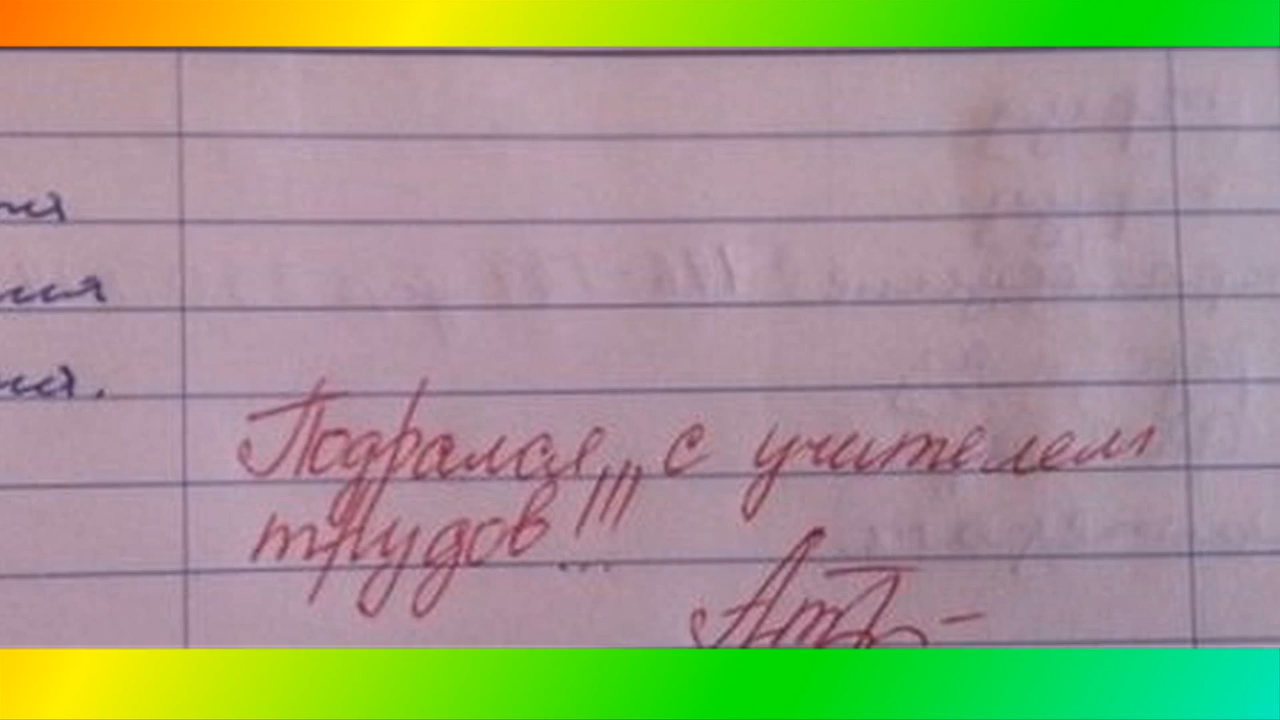 Подрался с учителем
трудов!!!